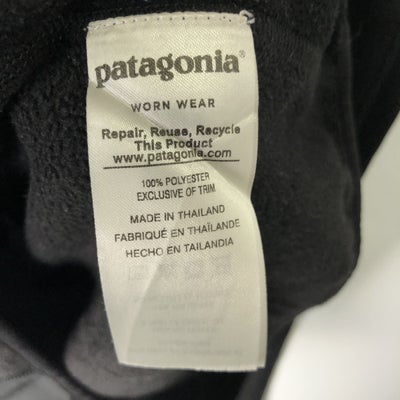 patagonia®
WORN WEAR
Repair, Reuse, Recycle
This Product
www.patagonia.com
100% POLYESTER
EXCLUSIVE OF TRIM
MADE IN THAILAND
FABRIQUÉ EN THAÏLANDE
HECHO EN TAILANDIA